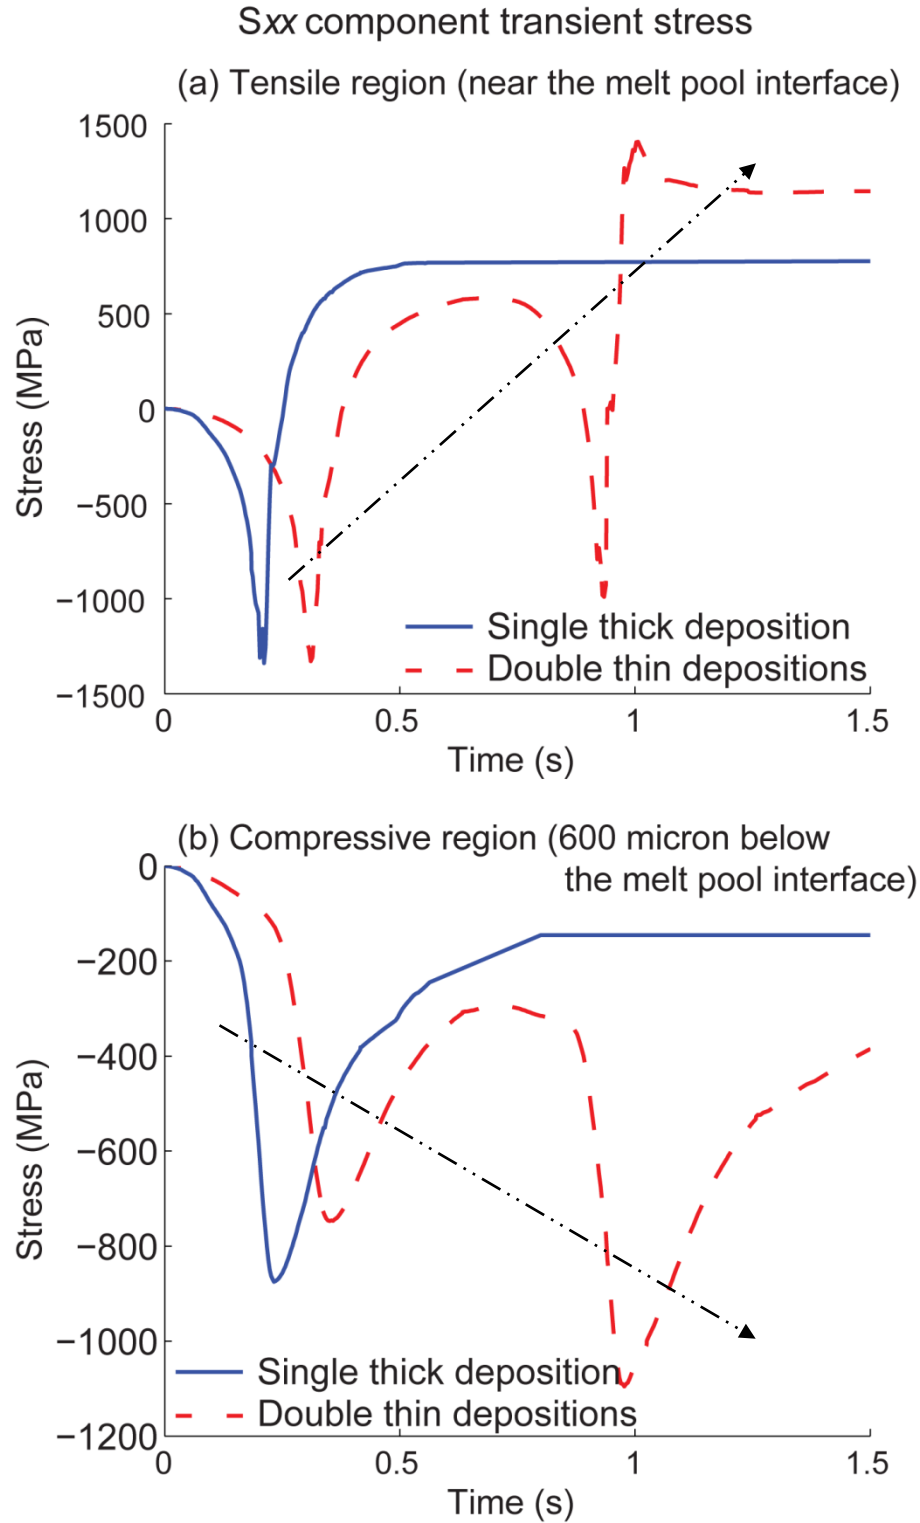 Sxx component transient stress
(a) Tensile region (near the melt pool interface)
1500
1000
500
0
−500
−1000
−1500
Stress (MPa)
Single thick deposition
Double thin depositions
0
0.5
1
1.5
Time (s)
(b) Compressive region (600 micron below
the melt pool interface)
0
−200
−400
−600
−800
−1000
−1200
Stress (MPa)
Single thick deposition
Double thin depositions
0
0.5
1
1.5
Time (s)